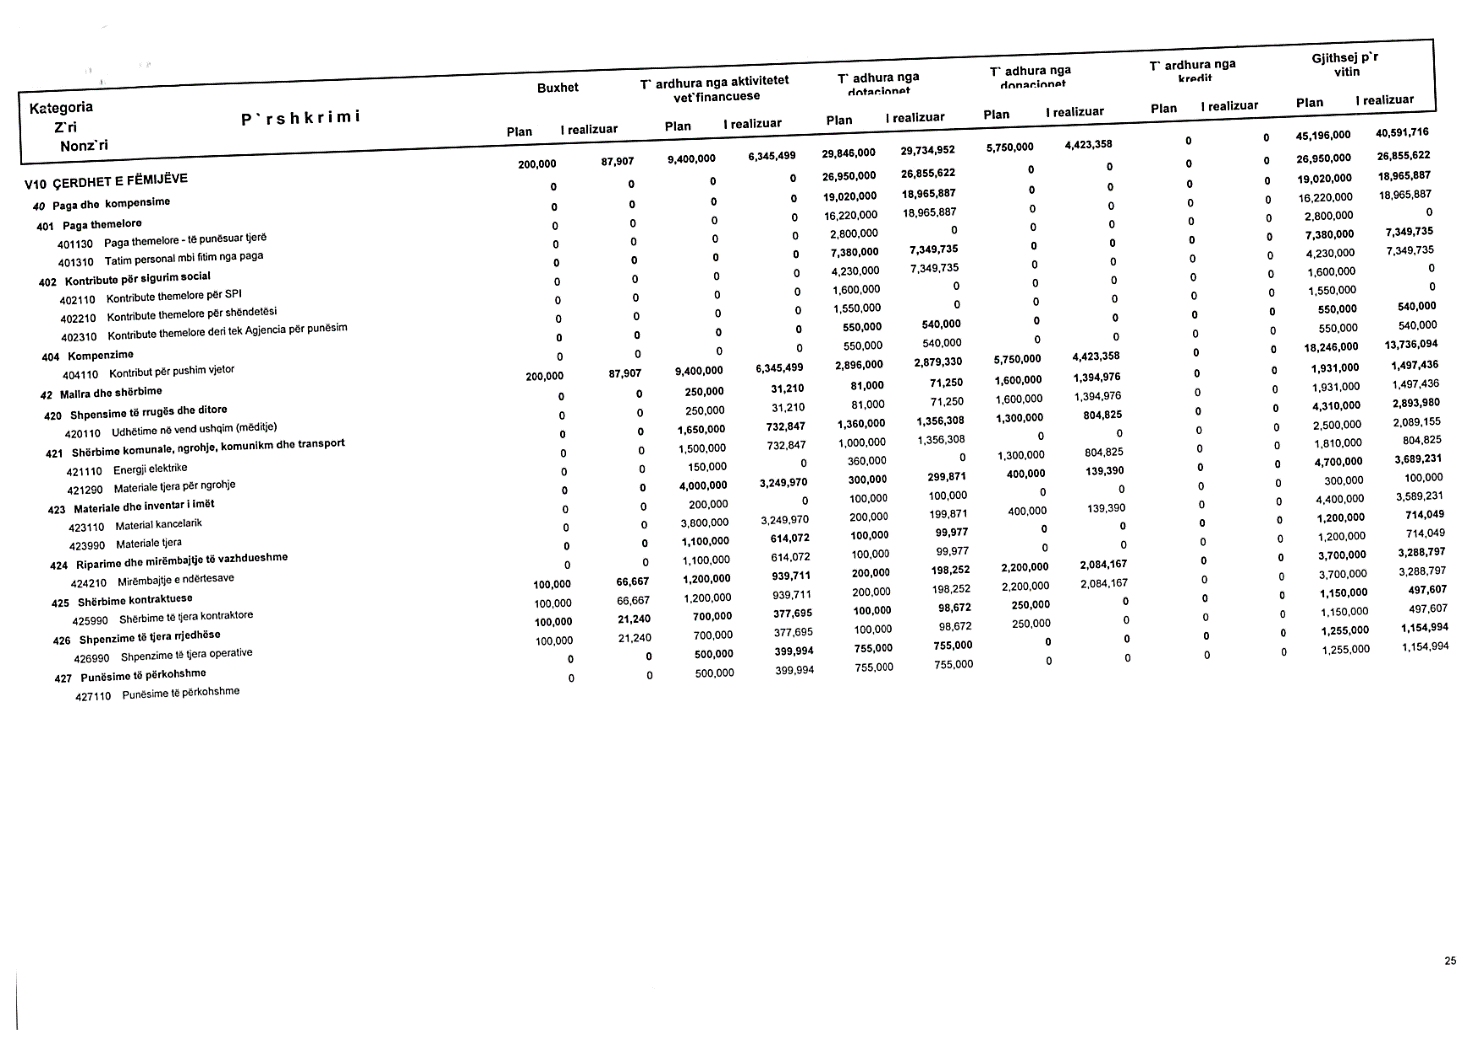 Kategoria
Z`ri
Nonz`ri
P`rshkrimi
Buxhet
T` ardhura nga aktivitetet
vet`financuese
T` adhura nga
dotacionet
T` adhura nga
donacionet
T` ardhura nga
kredit
Gjithsej p`r
vitin
Plan I realizuar Plan I realizuar Plan I realizuar Plan I realizuar Plan I realizuar Plan I realizuar
V10 ÇERDHET E FËMIJËVE 200,000 87,907 9,400,000 6,345,499 29,846,000 29,734,952 5,750,000 4,423,358 0 0 45,196,000 40,591,716
40 Paga dhe kompensime 0 0 0 0 26,950,000 26,855,622 0 0 0 0 26,950,000 26,855,622
401 Paga themelore 0 0 0 0 19,020,000 18,965,887 0 0 0 0 19,020,000 18,965,887
401130 Paga themelore - të punësuar tjerë 0 0 0 0 16,220,000 18,965,887 0 0 0 0 16,220,000 18,965,887
401310 Tatim personal mbi fitim nga paga 0 0 0 0 2,800,000 0 0 0 0 0 2,800,000 0
402 Kontribute për sigurim social 0 0 0 0 7,380,000 7,349,735 0 0 0 0 7,380,000 7,349,735
402110 Kontribute themelore për SPI 0 0 0 0 4,230,000 7,349,735 0 0 0 0 4,230,000 7,349,735
402210 Kontribute themelore për shëndetësi 0 0 0 0 1,600,000 0 0 0 0 0 1,600,000 0
402310 Kontribute themelore deri tek Agjencia për punësim 0 0 0 0 1,550,000 0 0 0 0 0 1,550,000 0
404 Kompenzime 0 0 0 0 550,000 540,000 0 0 0 0 550,000 540,000
404110 Kontribut për pushim vjetor 0 0 0 0 550,000 540,000 0 0 0 0 550,000 540,000
42 Mallra dhe shërbime 200,000 87,907 9,400,000 6,345,499 2,896,000 2,879,330 5,750,000 4,423,358 0 0 18,246,000 13,736,094
420 Shpensime të rrugës dhe ditore 0 0 250,000 31,210 81,000 71,250 1,600,000 1,394,976 0 0 1,931,000 1,497,436
420110 Udhëtime në vend ushqim (mëditje) 0 0 250,000 31,210 81,000 71,250 1,600,000 1,394,976 0 0 1,931,000 1,497,436
421 Shërbime komunale, ngrohje, komunikm dhe transport 0 0 1,650,000 732,847 1,360,000 1,356,308 1,300,000 804,825 0 0 4,310,000 2,893,980
421110 Energji elektrike 0 0 1,500,000 732,847 1,000,000 1,356,308 0 0 0 0 2,500,000 2,089,155
421290 Materiale tjera për ngrohje 0 0 150,000 0 360,000 0 1,300,000 804,825 0 0 1,810,000 804,825
423 Materiale dhe inventar i imët 0 0 4,000,000 3,249,970 300,000 299,871 400,000 139,390 0 0 4,700,000 3,689,231
423110 Material kancelarik 0 0 200,000 0 100,000 100,000 0 0 0 0 300,000 100,000
423990 Materiale tjera 0 0 3,800,000 3,249,970 200,000 199,871 400,000 139,390 0 0 4,400,000 3,589,231
424 Riparime dhe mirëmbajtje të vazhdueshme 0 0 1,100,000 614,072 100,000 99,977 0 0 0 0 1,200,000 714,049
424210 Mirëmbajtje e ndërtesave 0 0 1,100,000 614,072 100,000 99,977 0 0 0 0 1,200,000 714,049
425 Shërbime kontraktuese 100,000 66,667 1,200,000 939,711 200,000 198,252 2,200,000 2,084,167 0 0 3,700,000 3,288,797
425990 Shërbime të tjera kontraktore 100,000 66,667 1,200,000 939,711 200,000 198,252 2,200,000 2,084,167 0 0 3,700,000 3,288,797
426 Shpenzime të tjera rrjedhëse 100,000 21,240 700,000 377,695 100,000 98,672 250,000 0 0 0 1,150,000 497,607
426990 Shpenzime të tjera operative 100,000 21,240 700,000 377,695 100,000 98,672 250,000 0 0 0 1,150,000 497,607
427 Punësime të përkohshme 0 0 500,000 399,994 755,000 755,000 0 0 0 0 1,255,000 1,154,994
427110 Punësime të përkohshme 0 0 500,000 399,994 755,000 755,000 0 0 0 0 1,255,000 1,154,994
25